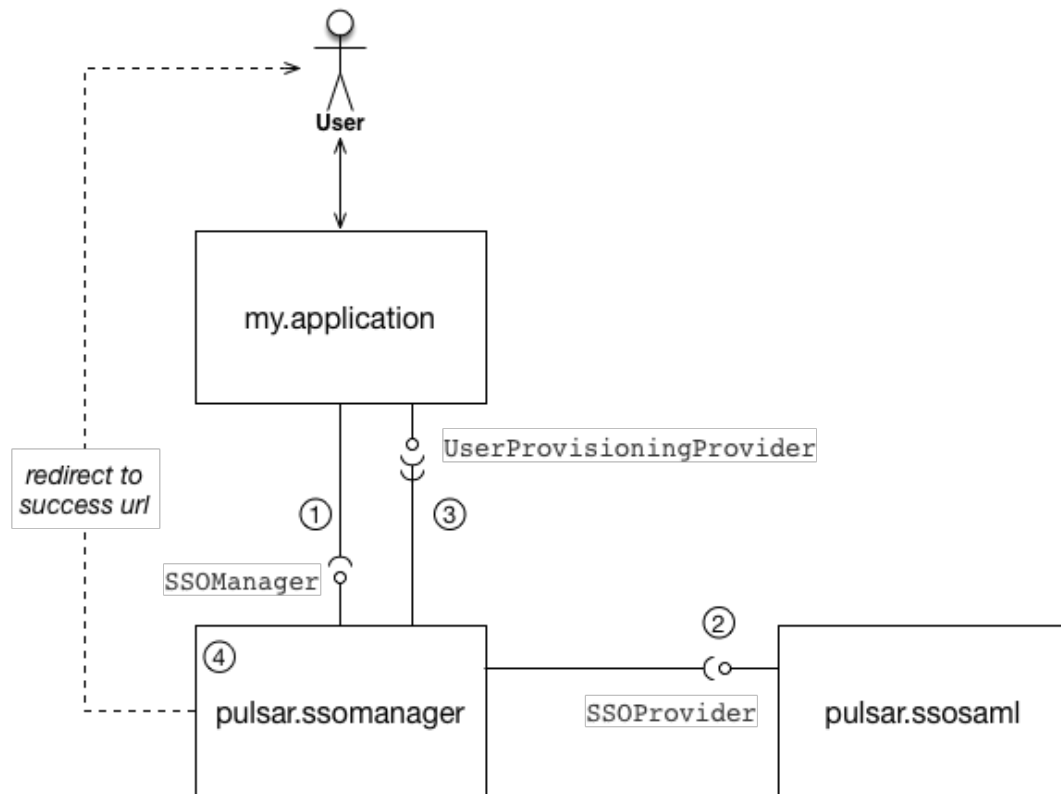 User
my.application
UserProvisioningProvider
redirect to
success url
1
3
SSOManager
2
4
pulsar.ssomanager
SSOProvider
pulsar.ssosaml